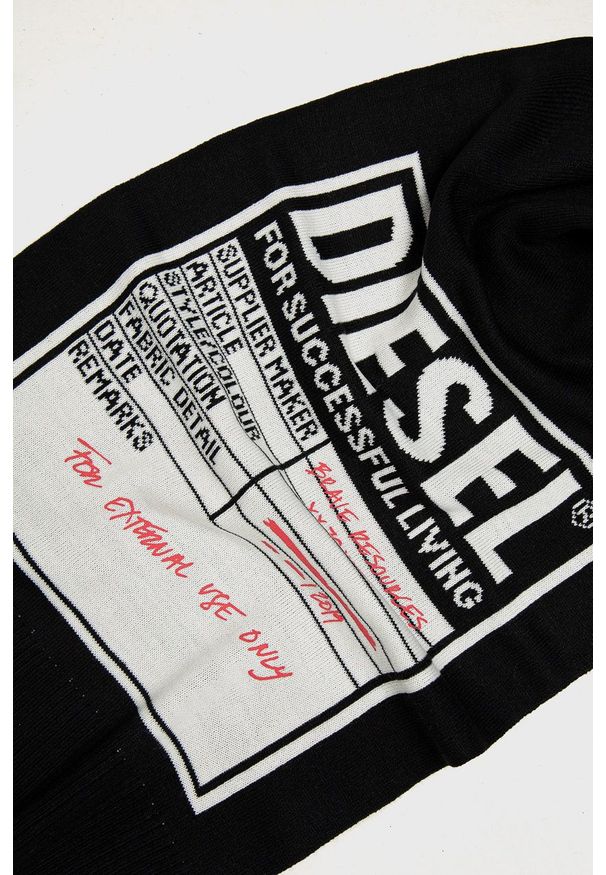 DIESEL®
FOR SUCCESSFUL LIVING
SUPPLIER MAKER
BRAVE RESOURCES
ARTICLE
STYLE/COLOUR
QUOTATION
FABRIC DETAIL
DATE
2019
REMARKS
FOR EXTERNAL USE ONLY